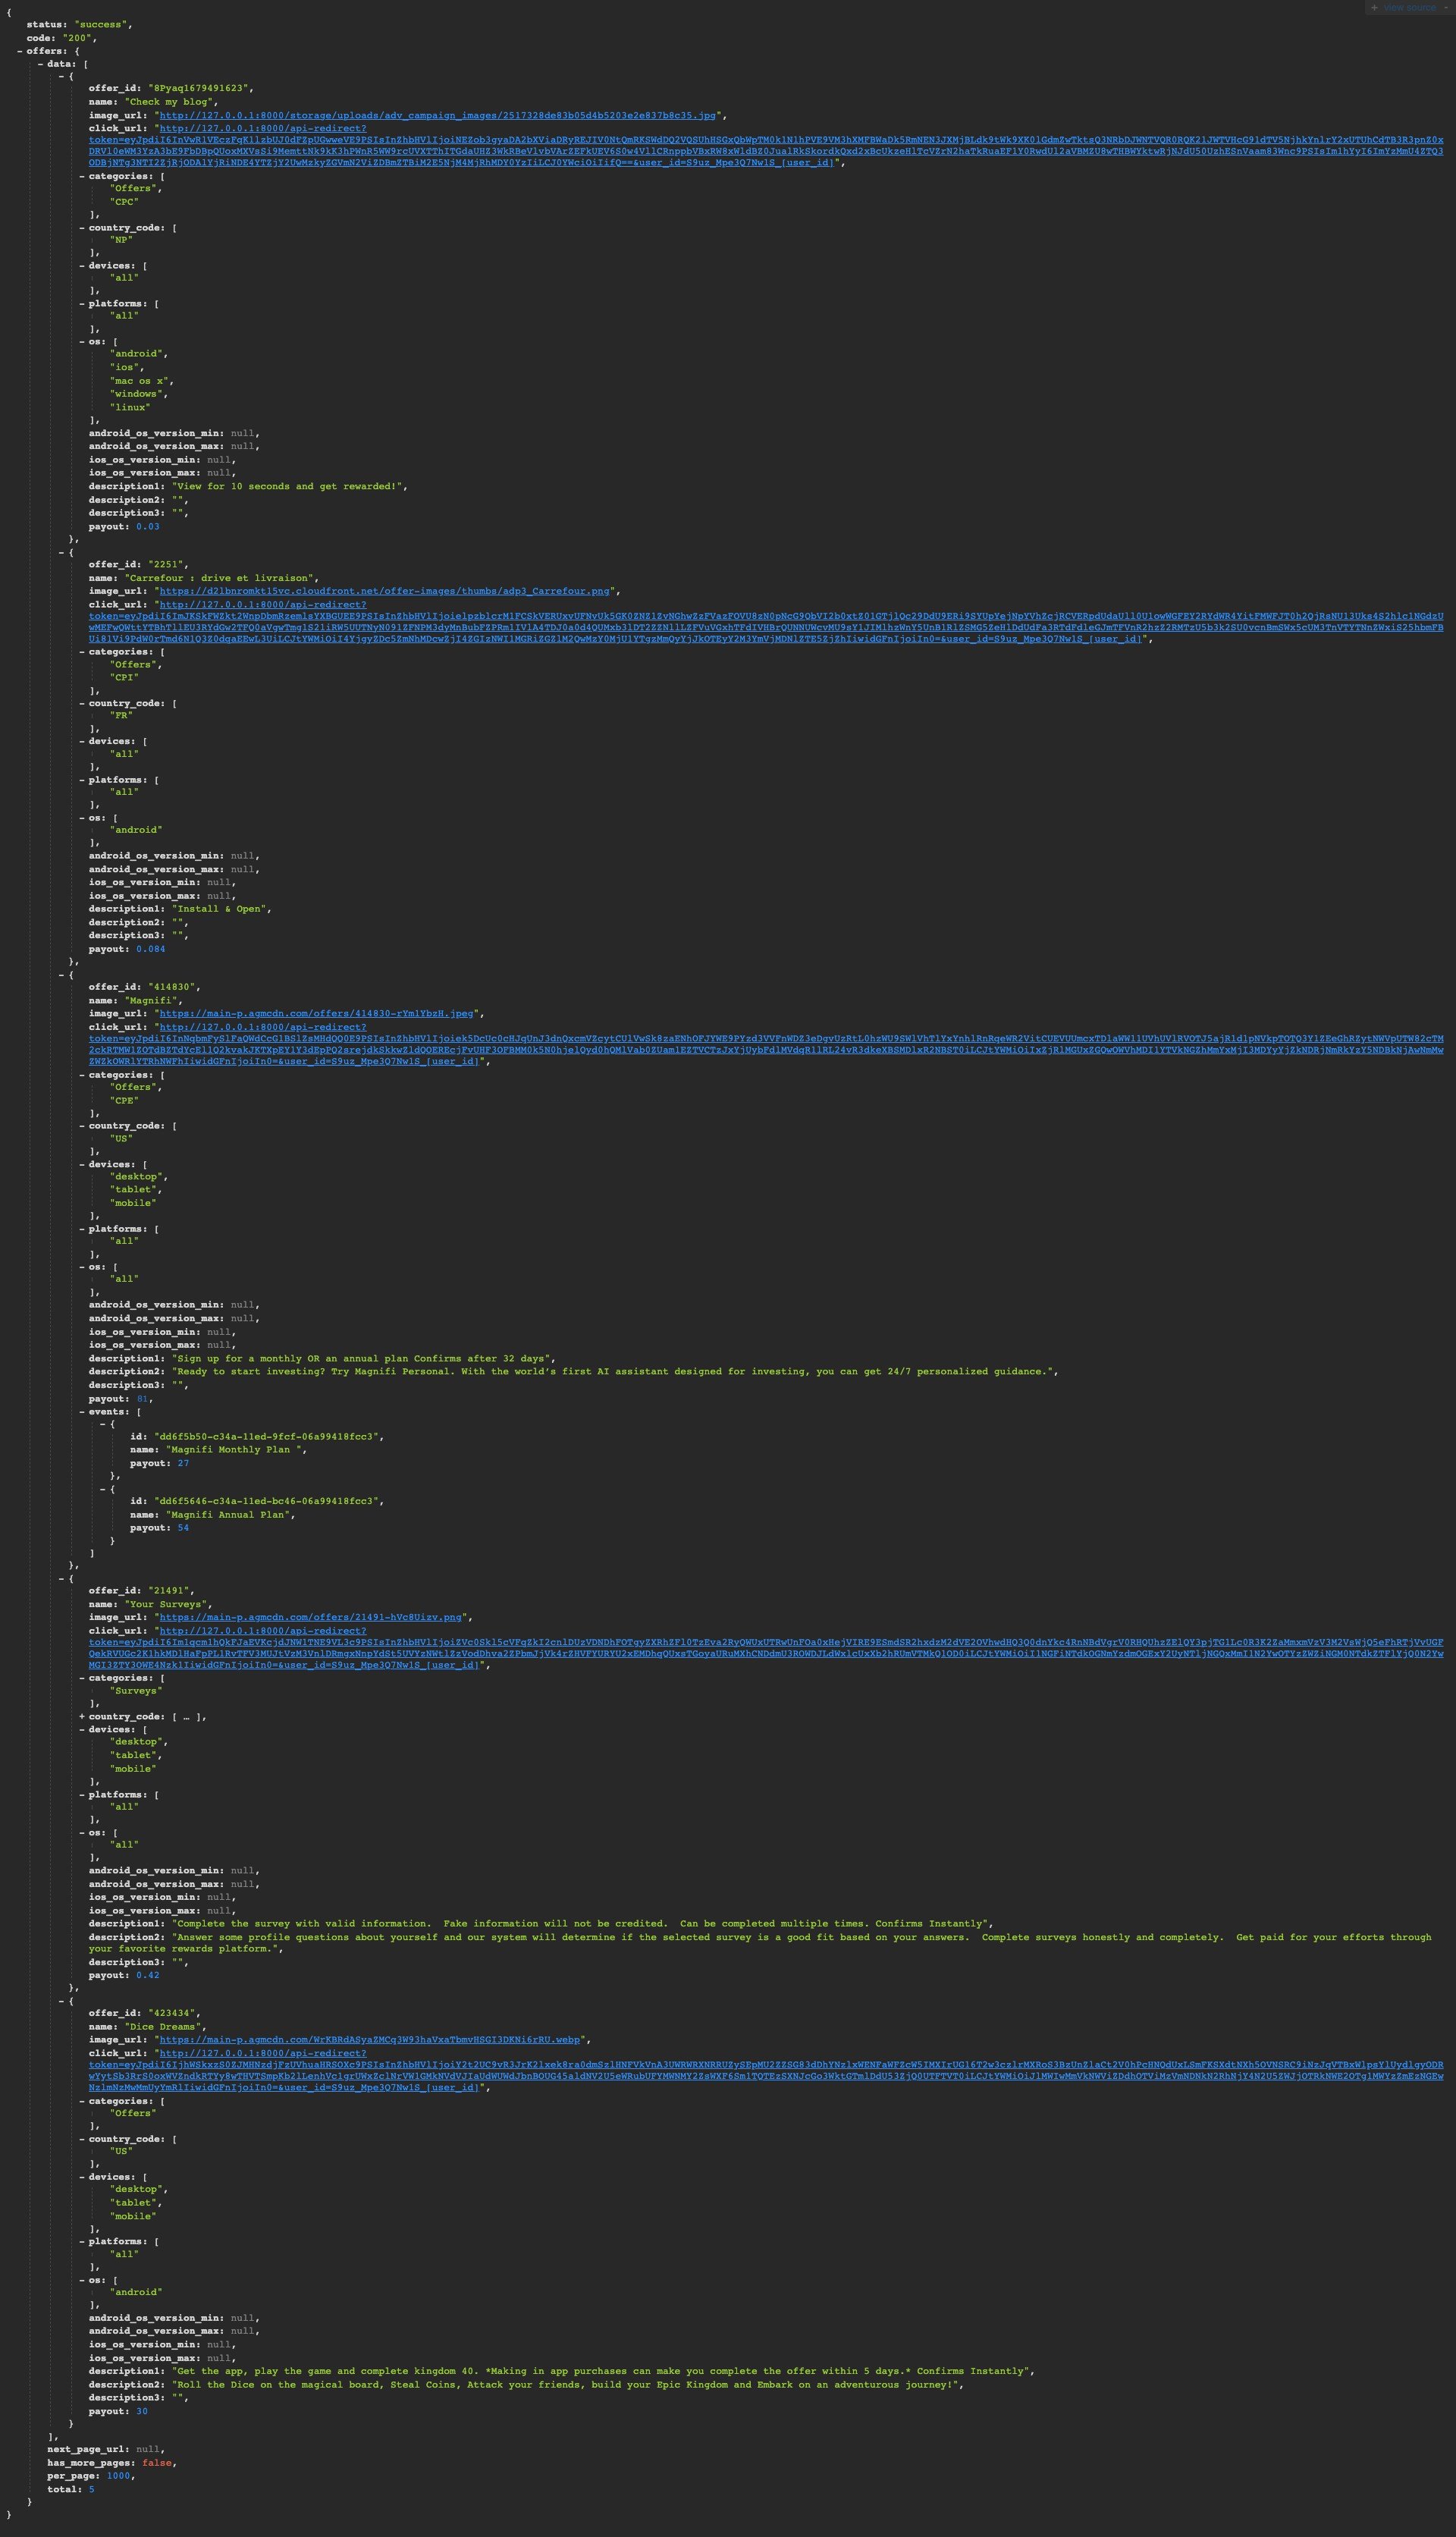 + view source
{
status: "success",
code: "200",
– offers: {
– data: [
– {
offer_id: "8Pyaq1679491623",
name: "Check my blog",
image_url: "http://127.0.0.1:8000/storage/uploads/adv_campaign_images/2517328de83b05d4b5203e2e837b8c35.jpg",
click_url: "http://127.0.0.1:8000/api-redirect?
&user_id=S9uz_Mpe3Q7Nw1S_[user_id]",
– categories: [
"Offers",
"CPC"
],
– country_code: [
"NP"
],
– devices: [
"all"
],
– platforms: [
"all"
],
– os: [
"android",
"ios",
"mac os x",
"windows",
"linux"
],
android_os_version_min: null,
android_os_version_max: null,
ios_os_version_min: null,
ios_os_version_max: null,
description1: "View for 10 seconds and get rewarded!",
description2: "",
description3: "",
payout: 0.03
},
– {
offer_id: "2251",
name: "Carrefour : drive et livraison",
image_url: "https://d2lbnromkt15vc.cloudfront.net/offer-images/thumbs/adp3_Carrefour.png",
click_url: "http://127.0.0.1:8000/api-redirect?
&user_id=S9uz_Mpe3Q7Nw1S_[user_id]",
– categories: [
"Offers",
"CPI"
],
– country_code: [
"FR"
],
– devices: [
"all"
],
– platforms: [
"all"
],
– os: [
"android"
],
android_os_version_min: null,
android_os_version_max: null,
ios_os_version_min: null,
ios_os_version_max: null,
description1: "Install & Open",
description2: "",
description3: "",
payout: 0.084
},
– {
offer_id: "414830",
name: "Magnifi",
image_url: "https://main-p.agmcdn.com/offers/414830-rYm1YbzH.jpeg",
click_url: "http://127.0.0.1:8000/api-redirect?
&user_id=S9uz_Mpe3Q7Nw1S_[user_id]",
– categories: [
"Offers",
"CPE"
],
– country_code: [
"US"
],
– devices: [
"desktop",
"tablet",
"mobile"
],
– platforms: [
"all"
],
– os: [
"all"
],
android_os_version_min: null,
android_os_version_max: null,
ios_os_version_min: null,
ios_os_version_max: null,
description1: "Sign up for a monthly OR an annual plan Confirms after 32 days",
description2: "Ready to start investing? Try Magnifi Personal. With the world's first AI assistant designed for investing, you can get 24/7 personalized guidance.",
description3: "",
payout: 81,
– events: [
– {
id: "dd6f5b50-c34a-11ed-9fcf-06a99418fcc3",
name: "Magnifi Monthly Plan ",
payout: 27
},
– {
id: "dd6f5646-c34a-11ed-bc46-06a99418fcc3",
name: "Magnifi Annual Plan",
payout: 54
}
]
},
– {
offer_id: "21491",
name: "Your Surveys",
image_url: "https://main-p.agmcdn.com/offers/21491-hVc8Uizv.png",
click_url: "http://127.0.0.1:8000/api-redirect?
&user_id=S9uz_Mpe3Q7Nw1S_[user_id]",
– categories: [
"Surveys"
],
+ country_code: [ … ],
– devices: [
"desktop",
"tablet",
"mobile"
],
– platforms: [
"all"
],
– os: [
"all"
],
android_os_version_min: null,
android_os_version_max: null,
ios_os_version_min: null,
ios_os_version_max: null,
description1: "Complete the survey with valid information.  Fake information will not be credited.  Can be completed multiple times. Confirms Instantly",
description2: "Answer some profile questions about yourself and our system will determine if the selected survey is a good fit based on your answers.  Complete surveys honestly and completely.  Get paid for your efforts through
your favorite rewards platform.",
description3: "",
payout: 0.42
},
– {
offer_id: "423434",
name: "Dice Dreams",
image_url: "https://main-p.agmcdn.com/WrKBRdASyaZMCq3W93haVxaTbmvHSGI3DKNi6rRU.webp",
click_url: "http://127.0.0.1:8000/api-redirect?
&user_id=S9uz_Mpe3Q7Nw1S_[user_id]",
– categories: [
"Offers"
],
– country_code: [
"US"
],
– devices: [
"desktop",
"tablet",
"mobile"
],
– platforms: [
"all"
],
– os: [
"android"
],
android_os_version_min: null,
android_os_version_max: null,
ios_os_version_min: null,
ios_os_version_max: null,
description1: "Get the app, play the game and complete kingdom 40. *Making in app purchases can make you complete the offer within 5 days.* Confirms Instantly",
description2: "Roll the Dice on the magical board, Steal Coins, Attack your friends, build your Epic Kingdom and Embark on an adventurous journey!",
description3: "",
payout: 30
}
],
next_page_url: null,
has_more_pages: false,
per_page: 1000,
total: 5
}
}